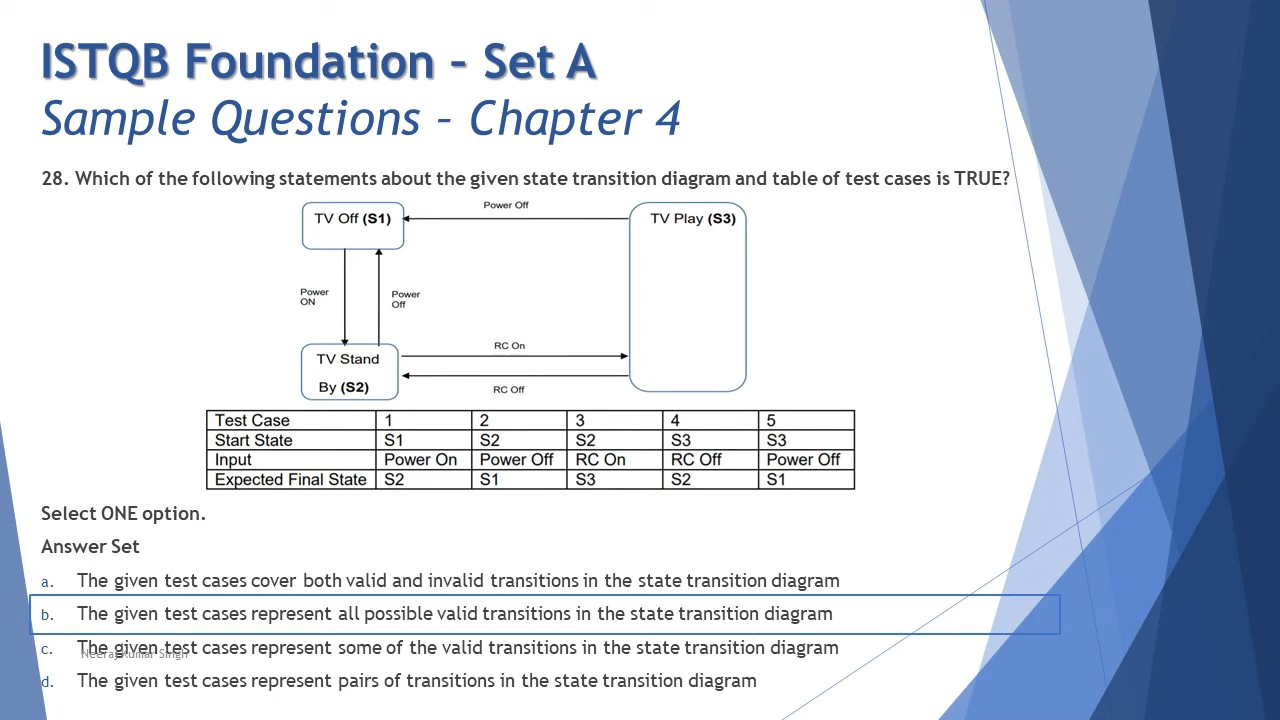 ISTQB Foundation – Set A
Sample Questions – Chapter 4
28. Which of the following statements about the given state transition diagram and table of test cases is TRUE?
Power Off
TV Off (S1)
TV Play (S3)
Power
ON
Power
Off
RC On
TV Stand
By (S2)
RC Off
Test Case 1 2 3 4 5
Start State S1 S2 S2 S3 S3
Input Power On Power Off RC On RC Off Power Off
Expected Final State S2 S1 S3 S2 S1
Select ONE option.
Answer Set
a. The given test cases cover both valid and invalid transitions in the state transition diagram
b. The given test cases represent all possible valid transitions in the state transition diagram
c. The given test cases represent some of the valid transitions in the state transition diagram
Neeraj Kumar Singh
d. The given test cases represent pairs of transitions in the state transition diagram